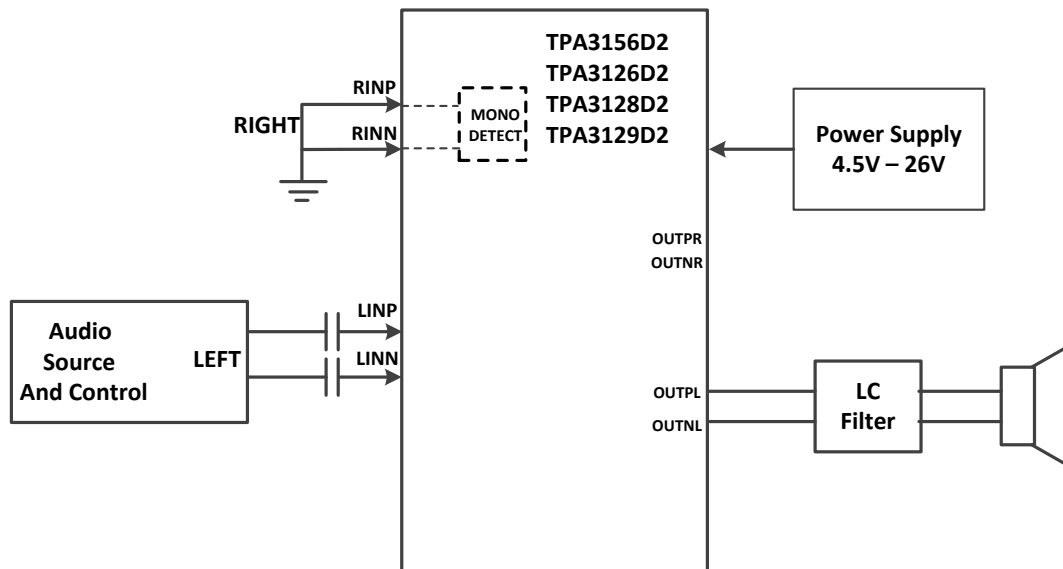 TPA3156D2
TPA3126D2
TPA3128D2
TPA3129D2
RINP
RIGHT
RINN
MONO
DETECT
Power Supply
4.5V – 26V
OUTPR
OUTNR
Audio
Source
And Control
LEFT
LINP
LINN
OUTPL
OUTNL
LC
Filter